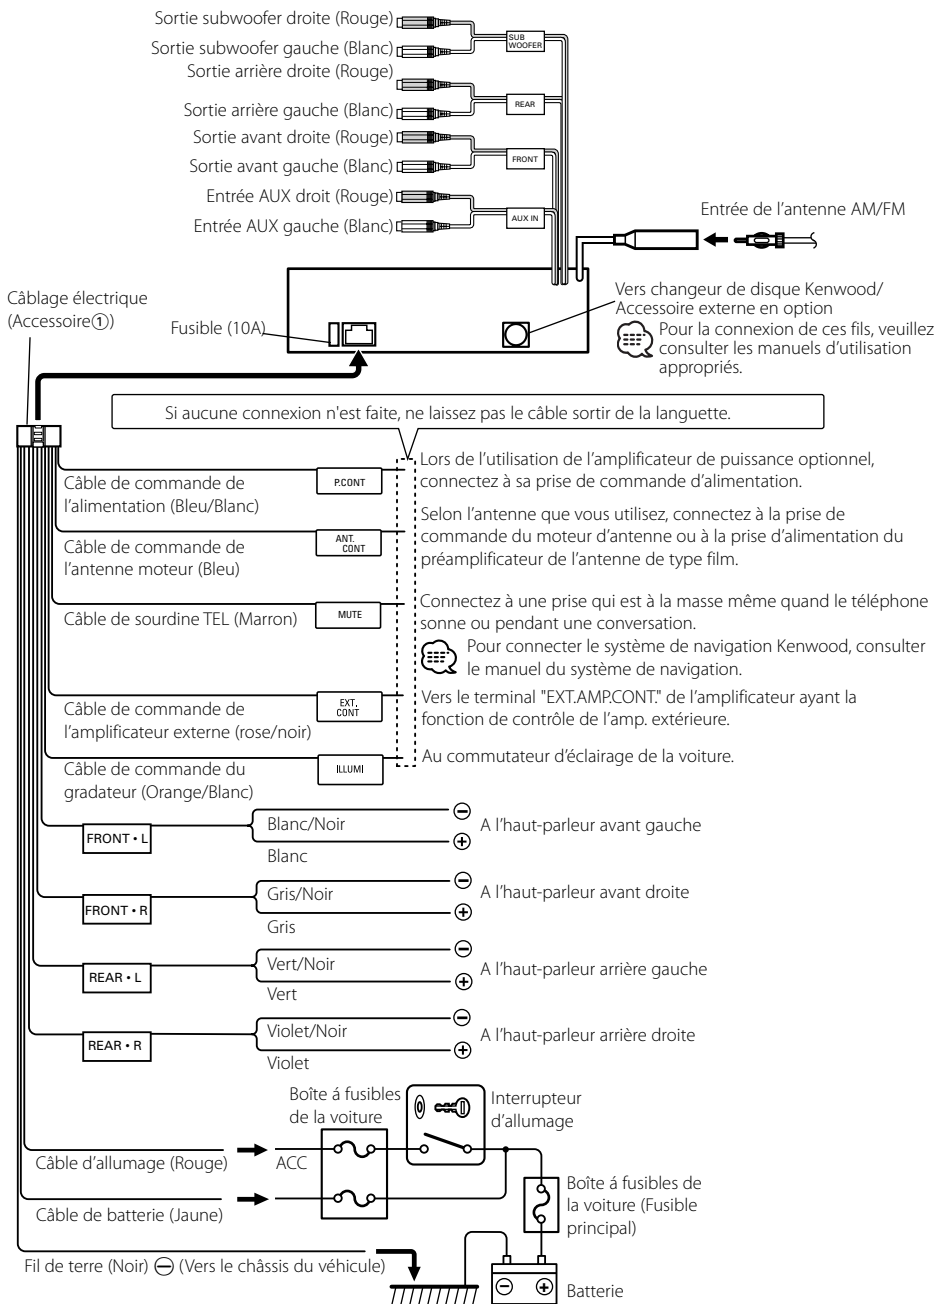 Sortie subwoofer droite (Rouge)
Sortie subwoofer gauche (Blanc)
SUB
WOOFER
Sortie arrière droite (Rouge)
Sortie arrière gauche (Blanc)
REAR
Sortie avant droite (Rouge)
Sortie avant gauche (Blanc)
FRONT
Entrée AUX droit (Rouge)
Entrée AUX gauche (Blanc)
AUX IN
Entrée de l'antenne AM/FM
Câblage électrique
(Accessoire①)
Fusible (10A)
Vers changeur de disque Kenwood/
Accessoire externe en option
Pour la connexion de ces fils, veuillez
consulter les manuels d'utilisation
appropriés.
Si aucune connexion n'est faite, ne laissez pas le câble sortir de la languette.
Câble de commande de
l'alimentation (Bleu/Blanc)
P.CONT
Lors de l'utilisation de l'amplificateur de puissance optionnel,
connectez à sa prise de commande d'alimentation.
Câble de commande de
l'antenne moteur (Bleu)
ANT.
CONT
Selon l'antenne que vous utilisez, connectez à la prise de
commande du moteur d'antenne ou à la prise d'alimentation du
préamplificateur de l'antenne de type film.
Câble de sourdine TEL (Marron)
MUTE
Connectez à une prise qui est à la masse même quand le téléphone
sonne ou pendant une conversation.
Pour connecter le système de navigation Kenwood, consulter
le manuel du système de navigation.
Câble de commande de
l'amplificateur externe (rose/noir)
EXT.
CONT
Vers le terminal "EXT.AMP.CONT." de l'amplificateur ayant la
fonction de contrôle de l'amp. extérieure.
Câble de commande du
gradateur (Orange/Blanc)
ILLUMI
Au commutateur d'éclairage de la voiture.
FRONT • L
Blanc/Noir
Blanc
⊖
⊕
A l'haut-parleur avant gauche
FRONT • R
Gris/Noir
Gris
⊖
⊕
A l'haut-parleur avant droite
REAR • L
Vert/Noir
Vert
⊖
⊕
A l'haut-parleur arrière gauche
REAR • R
Violet/Noir
Violet
⊖
⊕
A l'haut-parleur arrière droite
Boîte á fusibles
de la voiture
Interrupteur
d'allumage
Câble d'allumage (Rouge)
ACC
Câble de batterie (Jaune)
Boîte á fusibles de
la voiture (Fusible
principal)
Fil de terre (Noir) ⊖ (Vers le châssis du véhicule)
⊖ ⊕
Batterie